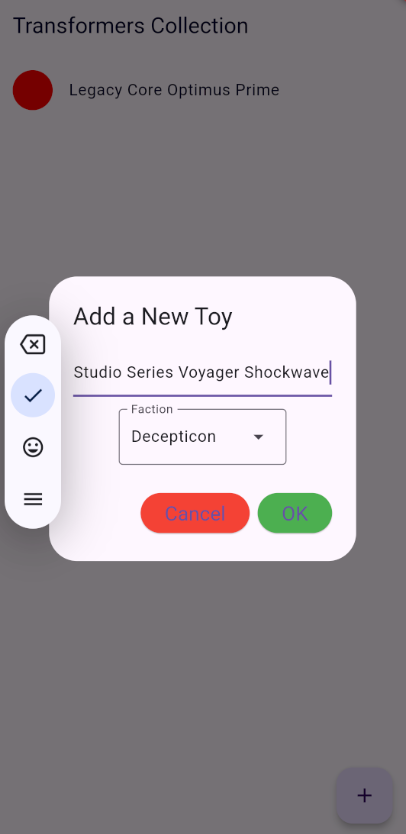 Transformers Collection
Legacy Core Optimus Prime
Add a New Toy
Studio Series Voyager Shockwave
Faction
Decepticon
Cancel OK
+